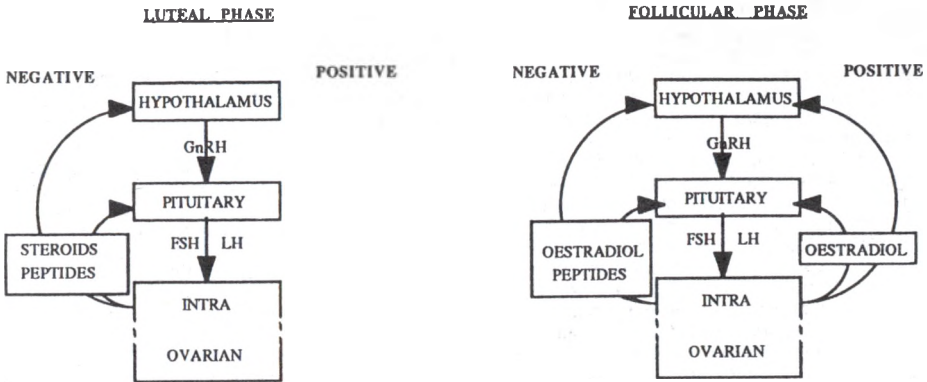 LUTEAL PHASE
NEGATIVE
POSITIVE
HYPOTHALAMUS
GnRH
PITUITARY
FSH LH
STEROIDS
PEPTIDES
INTRA
OVARIAN
FOLLICULAR PHASE
NEGATIVE
POSITIVE
HYPOTHALAMUS
GnRH
PITUITARY
FSH LH
OESTRADIOL
PEPTIDES
OESTRADIOL
INTRA
OVARIAN